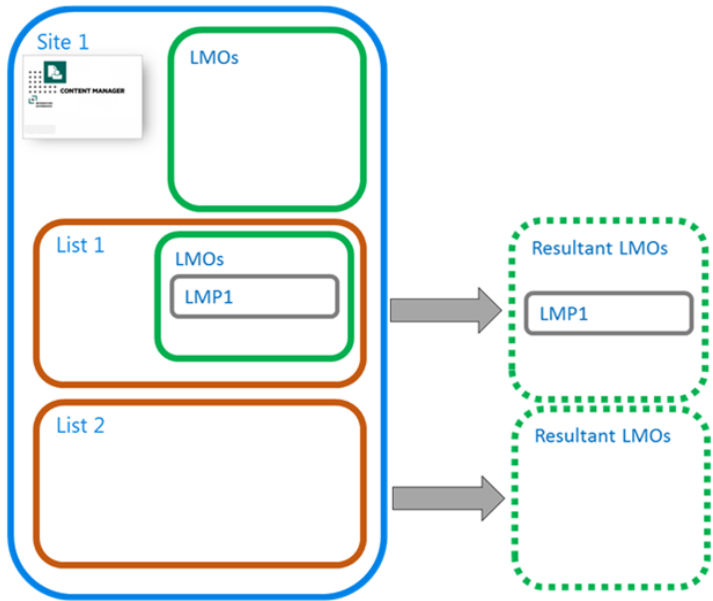 Site 1
LMOs
CONTENT MANAGER
List 1
LMOs
LMP1
Resultant LMOs
LMP1
List 2
Resultant LMOs